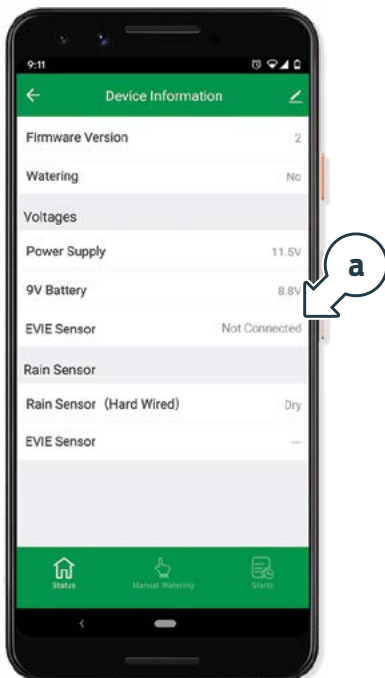 9:11
Device Information
Firmware Version 2
Watering No
Voltages
Power Supply 11.5V
9V Battery 8.8V
a
EVIE Sensor Not Connected
Rain Sensor
Rain Sensor (Hard Wired) Dry
EVIE Sensor —
Status Manual Watering Starts